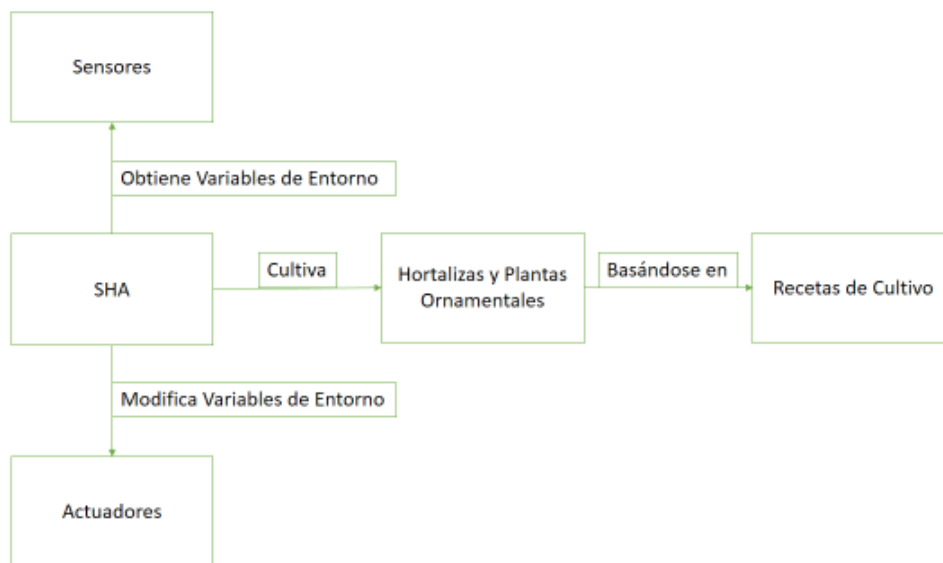 Sensores
Obtiene Variables de Entorno
SHA
Cultiva
Hortalizas y Plantas
Ornamentales
Basándose en
Recetas de Cultivo
Modifica Variables de Entorno
Actuadores